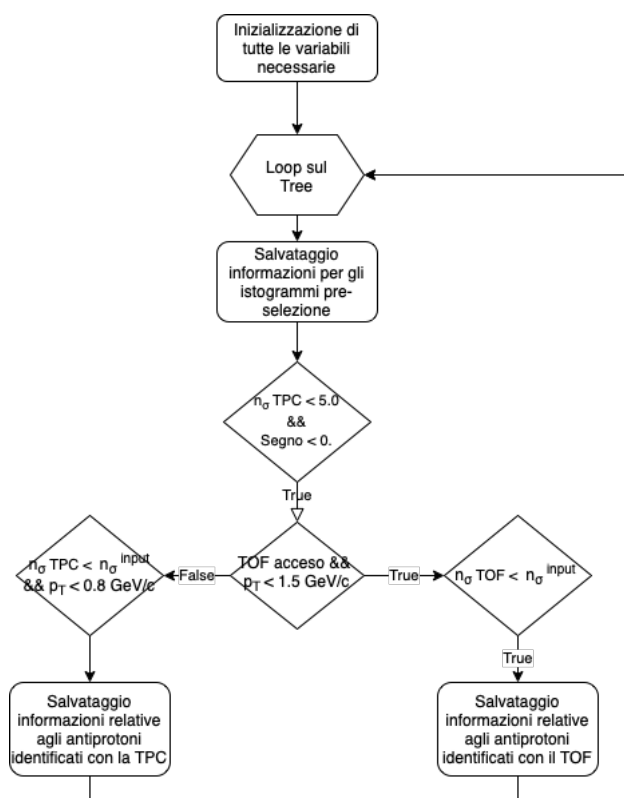 Inizializzazione di
tutte le variabili
necessarie
Loop sul
Tree
Salvataggio
informazioni per gli
istogrammi pre-
selezione
nσ TPC < 5.0
&&
Segno < 0.
True
nσ TPC < nσ input
&& pT < 0.8 GeV/c
False
TOF acceso &&
pT < 1.5 GeV/c
True
nσ TOF < nσ input
True
Salvataggio
informazioni relative
agli antiprotoni
identificati con la TPC
Salvataggio
informazioni relative
agli antiprotoni
identificati con il TOF